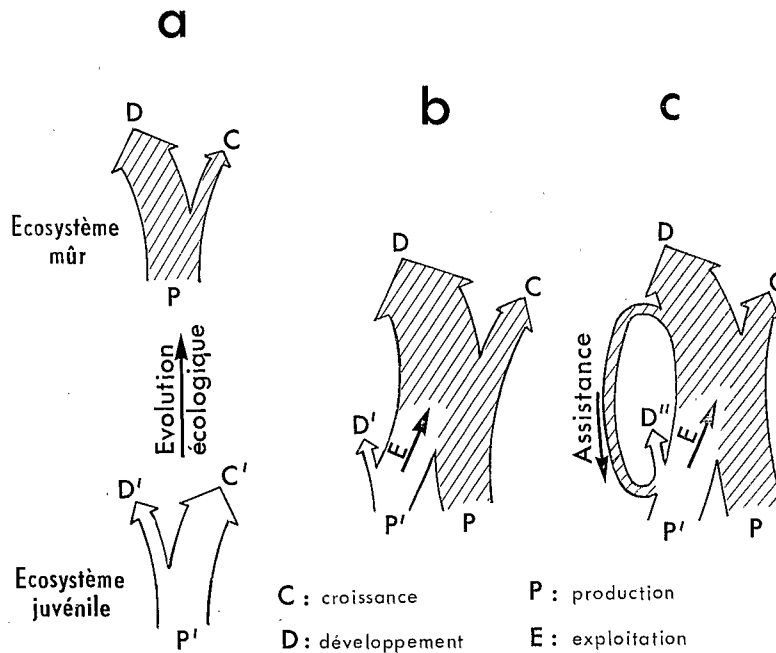 a
D
C
Ecosystème
mûr
P
Evolution
écologique
D'
C'
Ecosystème
juvénile
P'
b
D
C
D'
E
P'
P
c
D
C
Assistance
D"
E
P'
P
C : croissance
P : production
D : développement
E : exploitation